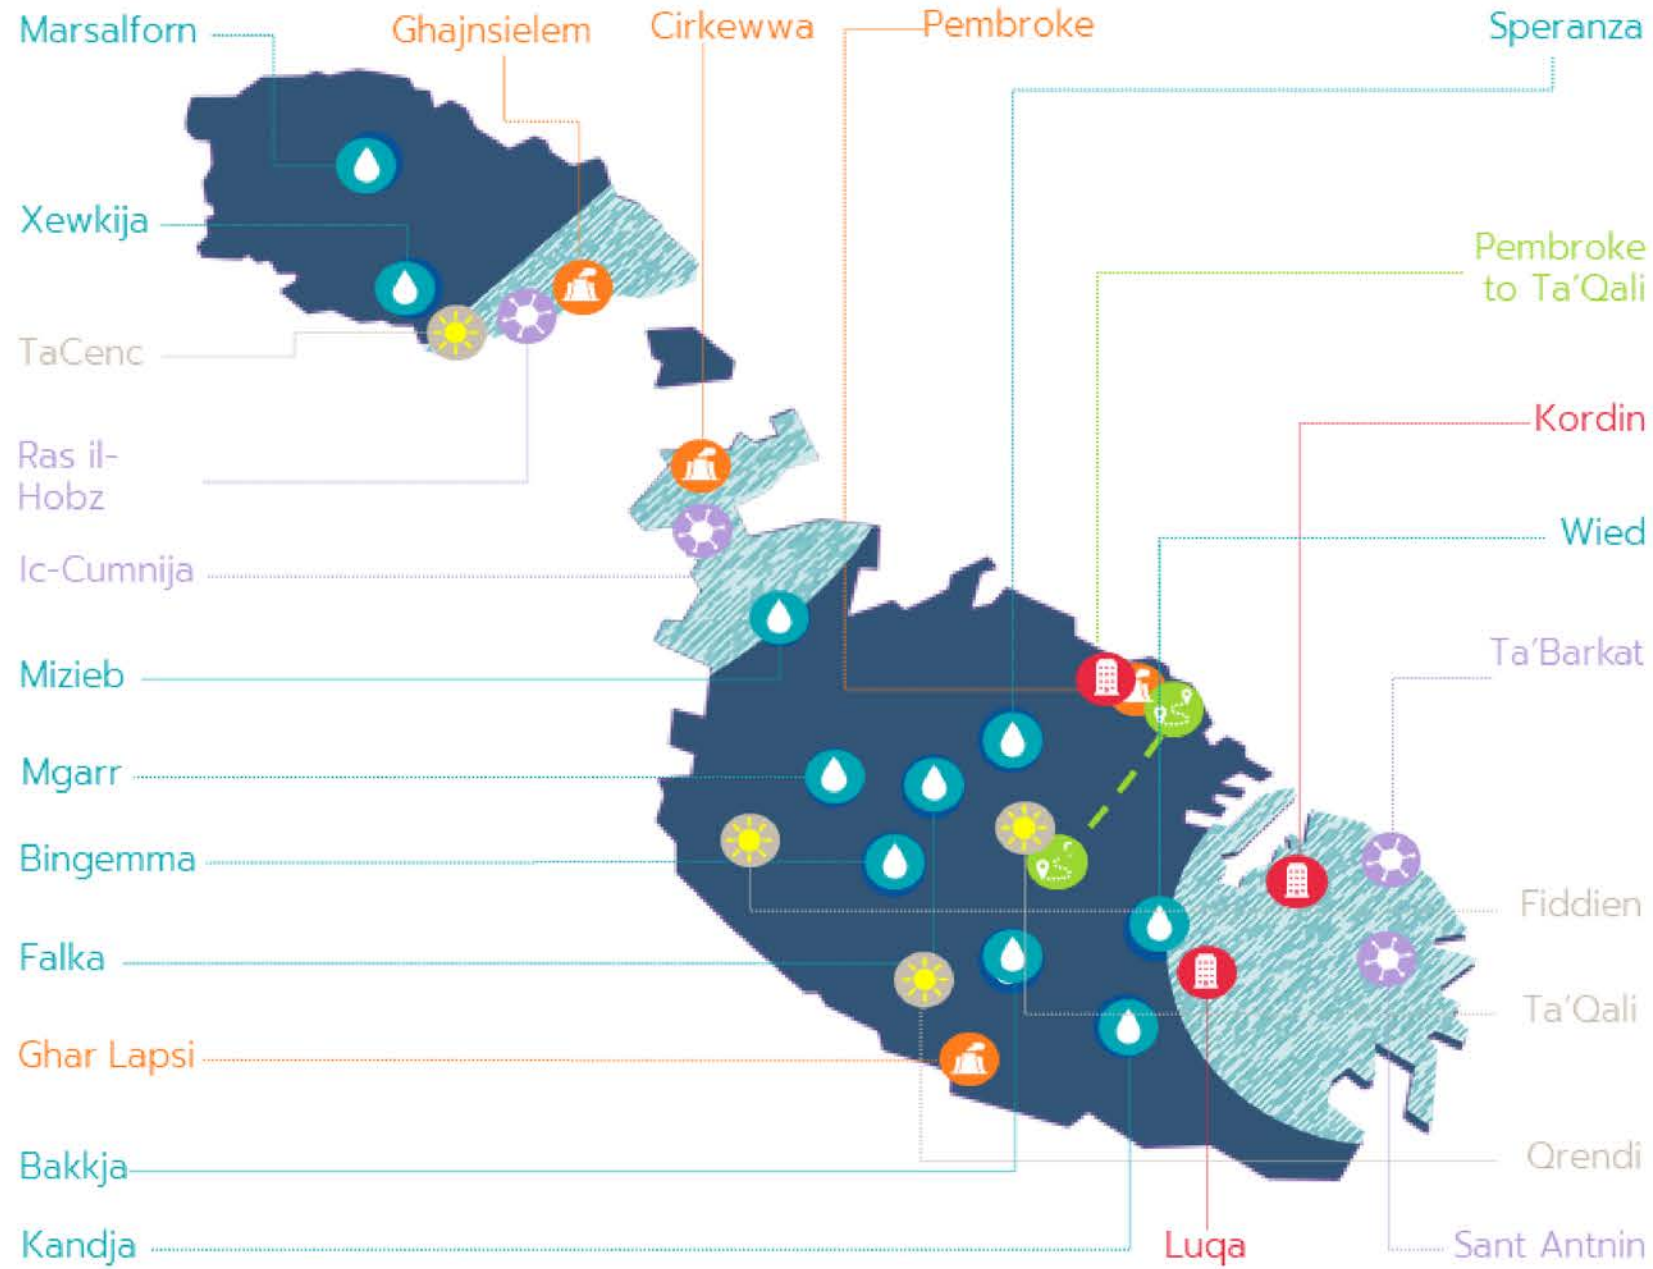 Marsalforn
Ghajnsielem
Cirkewwa
Pembroke
Speranza
Xewkija
Pembroke
to Ta'Qali
TaCenc
Kordin
Ras il-
Hobz
Wied
Ic-Cumnija
Ta'Barkat
Mizieb
Mgarr
Bingemma
Fiddien
Falka
Ta'Qali
Ghar Lapsi
Qrendi
Bakkja
Kandja
Luqa
Sant Antnin